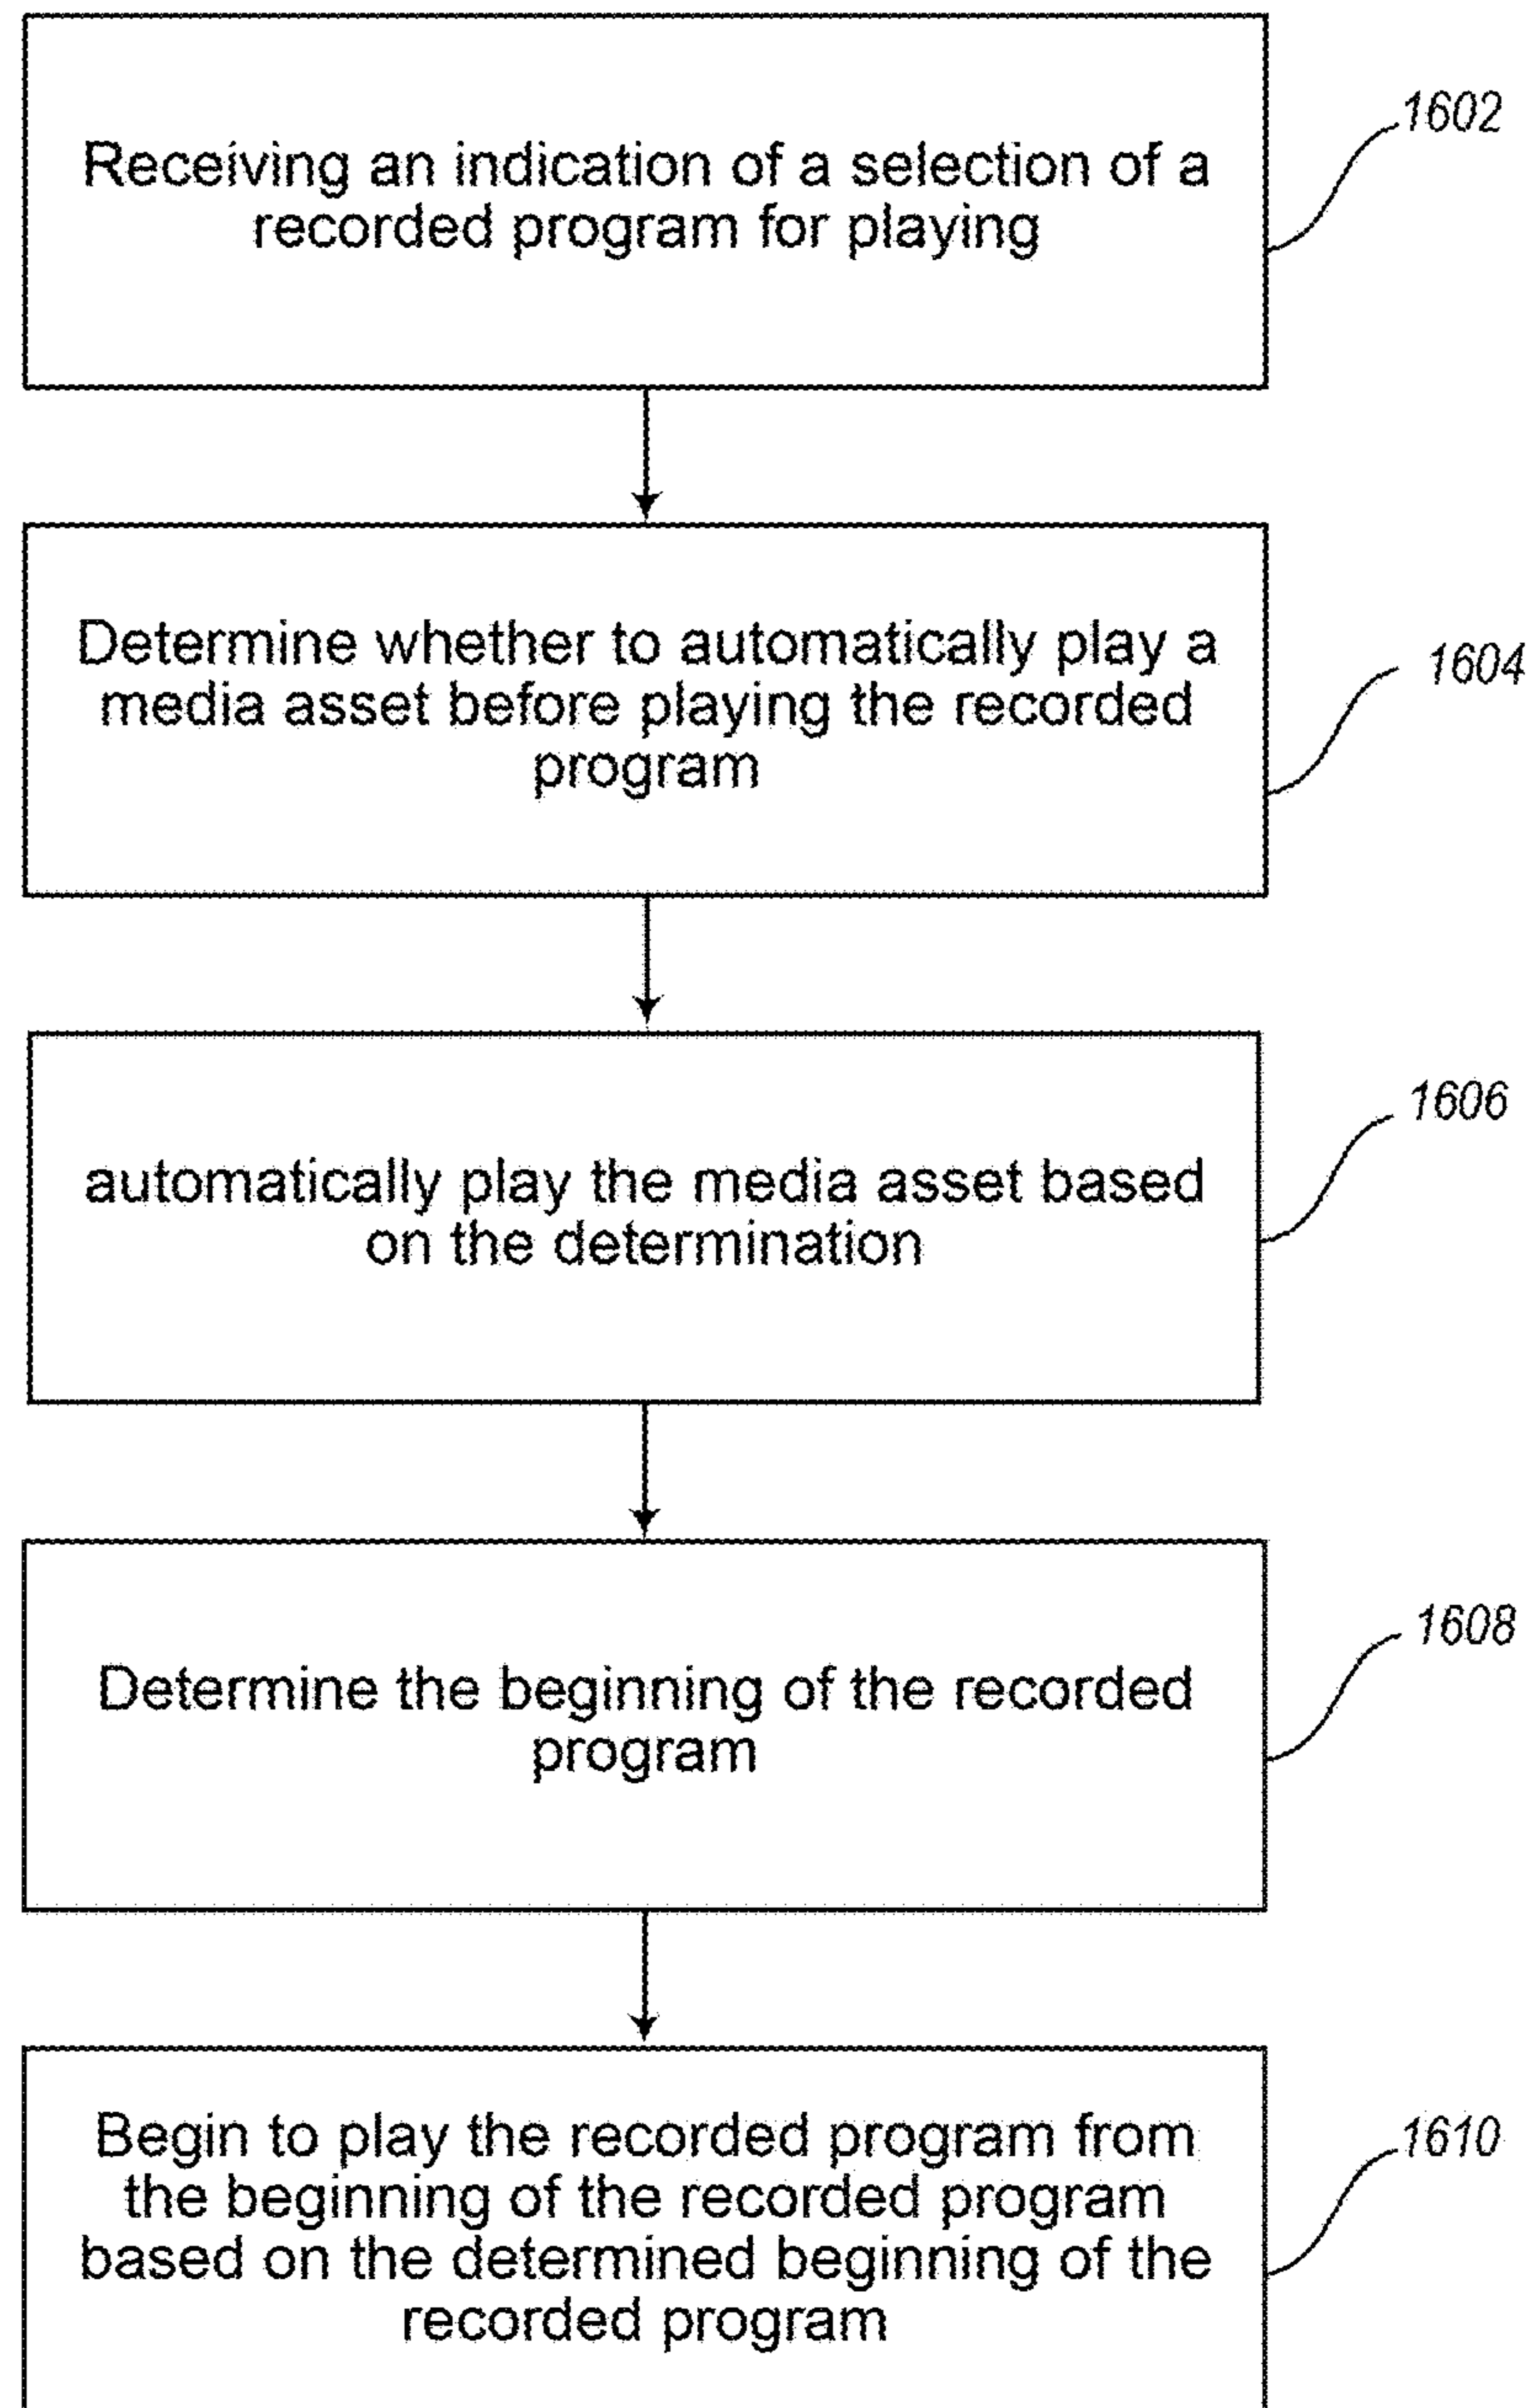 Receiving an indication of a selection of a
recorded program for playing
1602
Determine whether to automatically play a
media asset before playing the recorded
program
1604
automatically play the media asset based
on the determination
1606
Determine the beginning of the recorded
program
1608
Begin to play the recorded program from
the beginning of the recorded program
based on the determined beginning of the
recorded program
1610